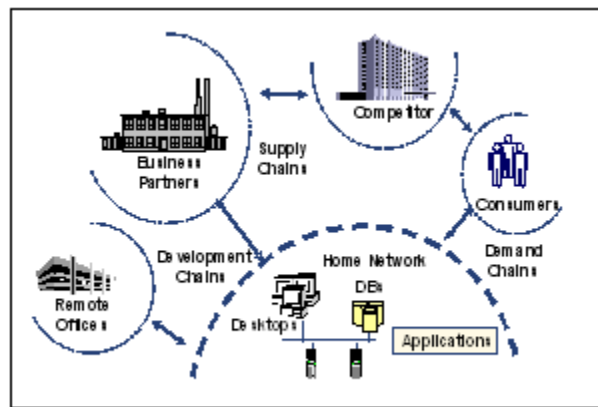 Competitor
Business
Partners
Supply
Chains
Consumers
Demand
Chains
Development
Chains
Home Network
Remote
Offices
Desktops
DBs
Applications